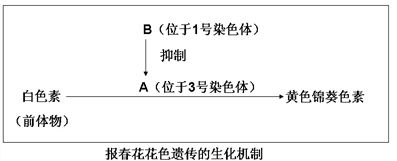 B（位于1号染色体）
抑制
A（位于3号染色体）
白色素
黄色锦葵色素
（前体物）
报春花花色遗传的生化机制